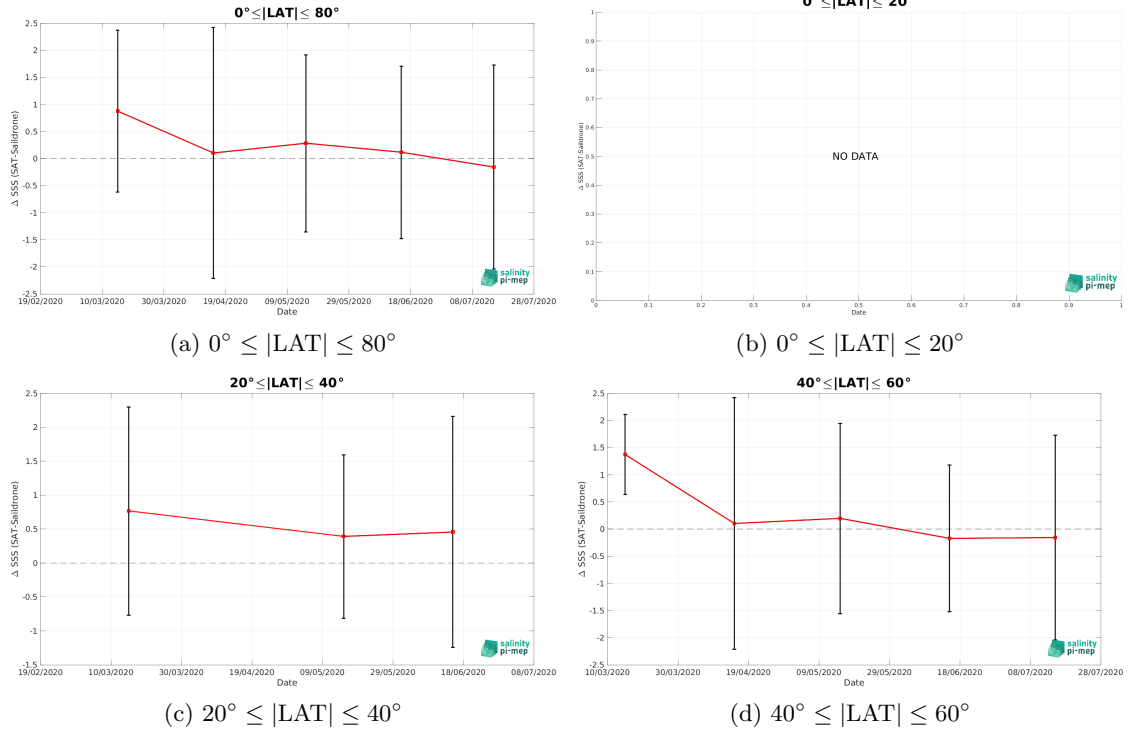 0°≤|LAT|≤ 80°
2.5
2
1.5
1
0.5
0
-0.5
-1
-1.5
-2
-2.5
Δ SSS (SAT-Saildrone)
19/02/2020 10/03/2020 30/03/2020 19/04/2020 09/05/2020 29/05/2020 18/06/2020 08/07/2020 28/07/2020
Date
salinity
pi-mep
(a) 0° ≤ |LAT| ≤ 80°
0° ≤|LAT|≤ 20°
1
0.9
0.8
0.7
0.6
0.5
0.4
0.3
0.2
0.1
0
Δ SSS (SAT-Saildrone)
NO DATA
0 0.1 0.2 0.3 0.4 0.5 0.6 0.7 0.8 0.9 1
Date
salinity
pi-mep
(b) 0° ≤ |LAT| ≤ 20°
20°≤|LAT|≤ 40°
2.5
2
1.5
1
0.5
0
-0.5
-1
-1.5
Δ SSS (SAT-Saildrone)
19/02/2020 10/03/2020 30/03/2020 19/04/2020 09/05/2020 29/05/2020 18/06/2020 08/07/2020
Date
salinity
pi-mep
(c) 20° ≤ |LAT| ≤ 40°
40°≤|LAT|≤ 60°
2.5
2
1.5
1
0.5
0
-0.5
-1
-1.5
-2
-2.5
Δ SSS (SAT-Saildrone)
10/03/2020 30/03/2020 19/04/2020 09/05/2020 29/05/2020 18/06/2020 08/07/2020 28/07/2020
Date
salinity
pi-mep
(d) 40° ≤ |LAT| ≤ 60°